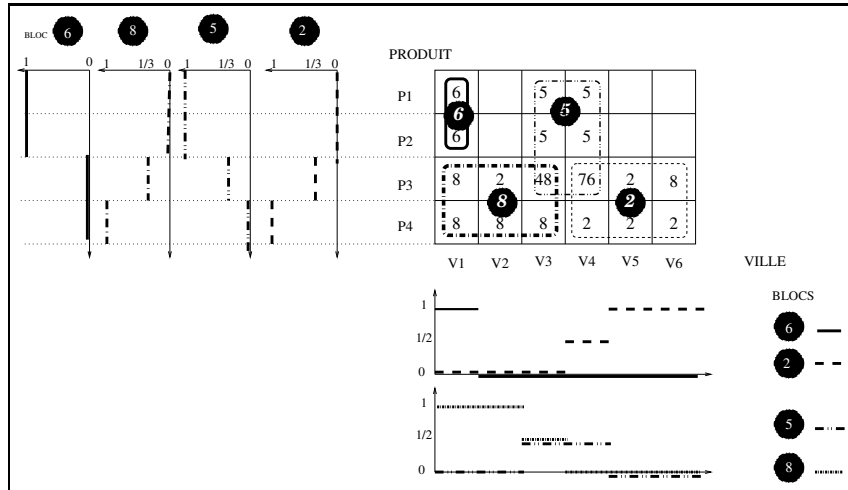 BLOC 6 8 5 2
1 0 1 1/3 0 1 1/3 0 1 1/3 0
PRODUIT
P1 6 5 5
6 5
P2 6 5 5
P3 8 2 48 76 2 8
8 2
P4 8 8 8 2 2 2
V1 V2 V3 V4 V5 V6 VILLE
BLOCS
1
6
1/2
2
0
1
5
1/2
8
0